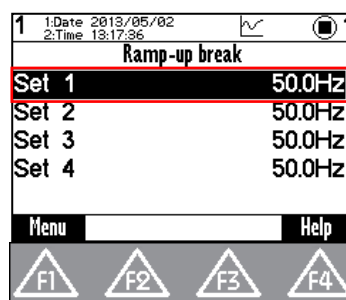 1 1:Date 2013/05/02
2:Time 13:17:36
Ramp-up break
Set 1 50.0Hz
Set 2 50.0Hz
Set 3 50.0Hz
Set 4 50.0Hz
Menu Help
F1 F2 F3 F4